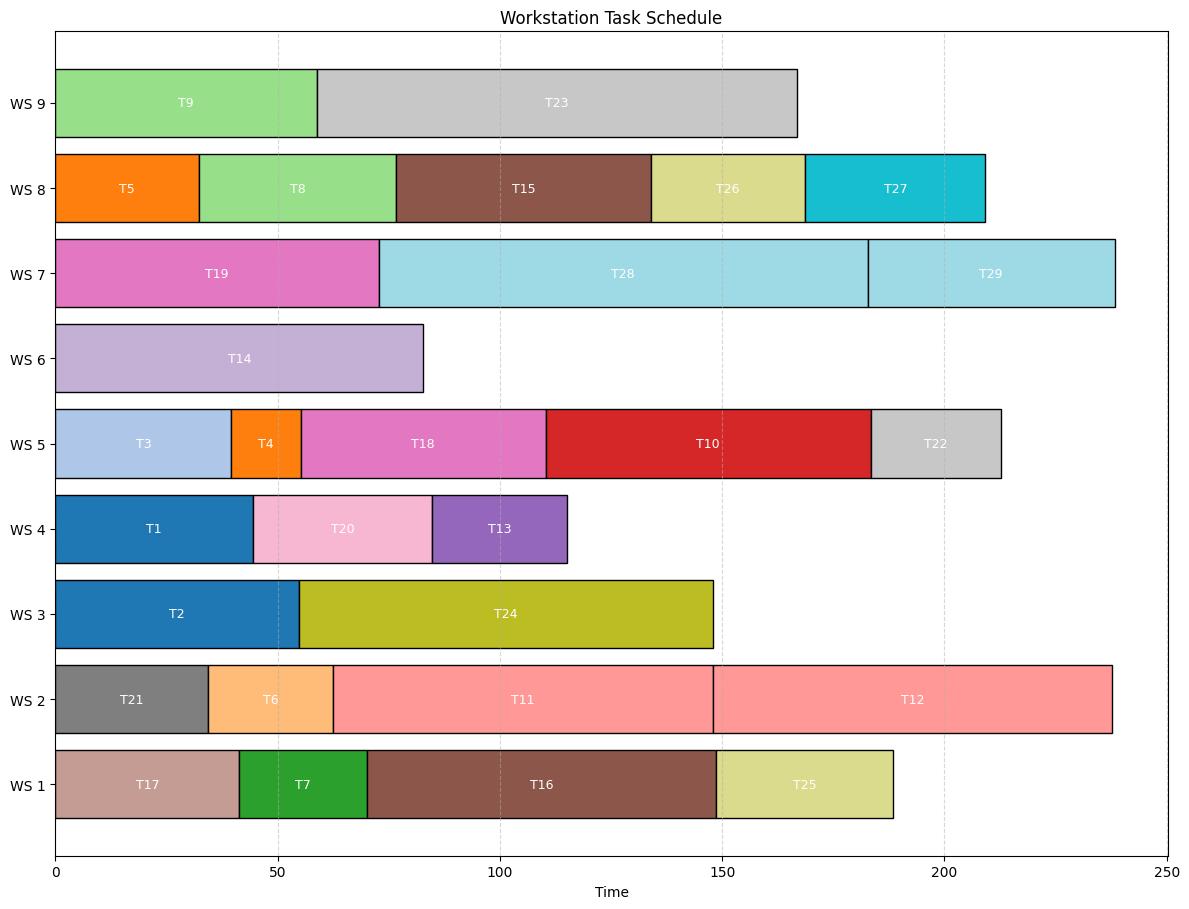 Workstation Task Schedule
WS 9 T9 T23
WS 8 T5 T8 T15 T26 T27
WS 7 T19 T28 T29
WS 6 T14
WS 5 T3 T4 T18 T10 T22
WS 4 T1 T20 T13
WS 3 T2 T24
WS 2 T21 T6 T11 T12
WS 1 T17 T7 T16 T25
0 50 100 150 200 250
Time